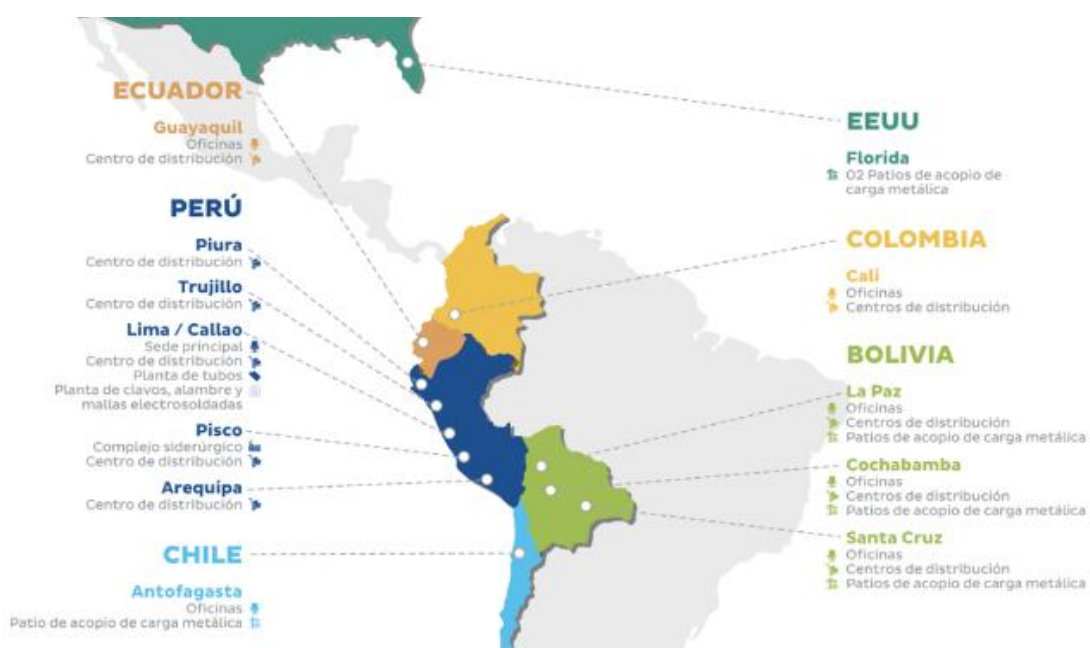 ECUADOR
Guayaquil
Oficinas
Centro de distribución
PERÚ
Piura
Centro de distribución
Trujillo
Centro de distribución
Lima / Callao
Sede principal
Centro de distribución
Planta de tubos
Planta de clavos, alambre y
mallas electrosoldadas
Pisco
Complejo siderúrgico
Centro de distribución
Arequipa
Centro de distribución
CHILE
Antofagasta
Oficinas
Patio de acopio de carga metálica
EEUU
Florida
02 Patios de acopio de
carga metálica
COLOMBIA
Cali
Oficinas
Centros de distribución
BOLIVIA
La Paz
Oficinas
Centros de distribución
Patios de acopio de carga metálica
Cochabamba
Oficinas
Centros de distribución
Patios de acopio de carga metálica
Santa Cruz
Oficinas
Centros de distribución
Patios de acopio de carga metálica